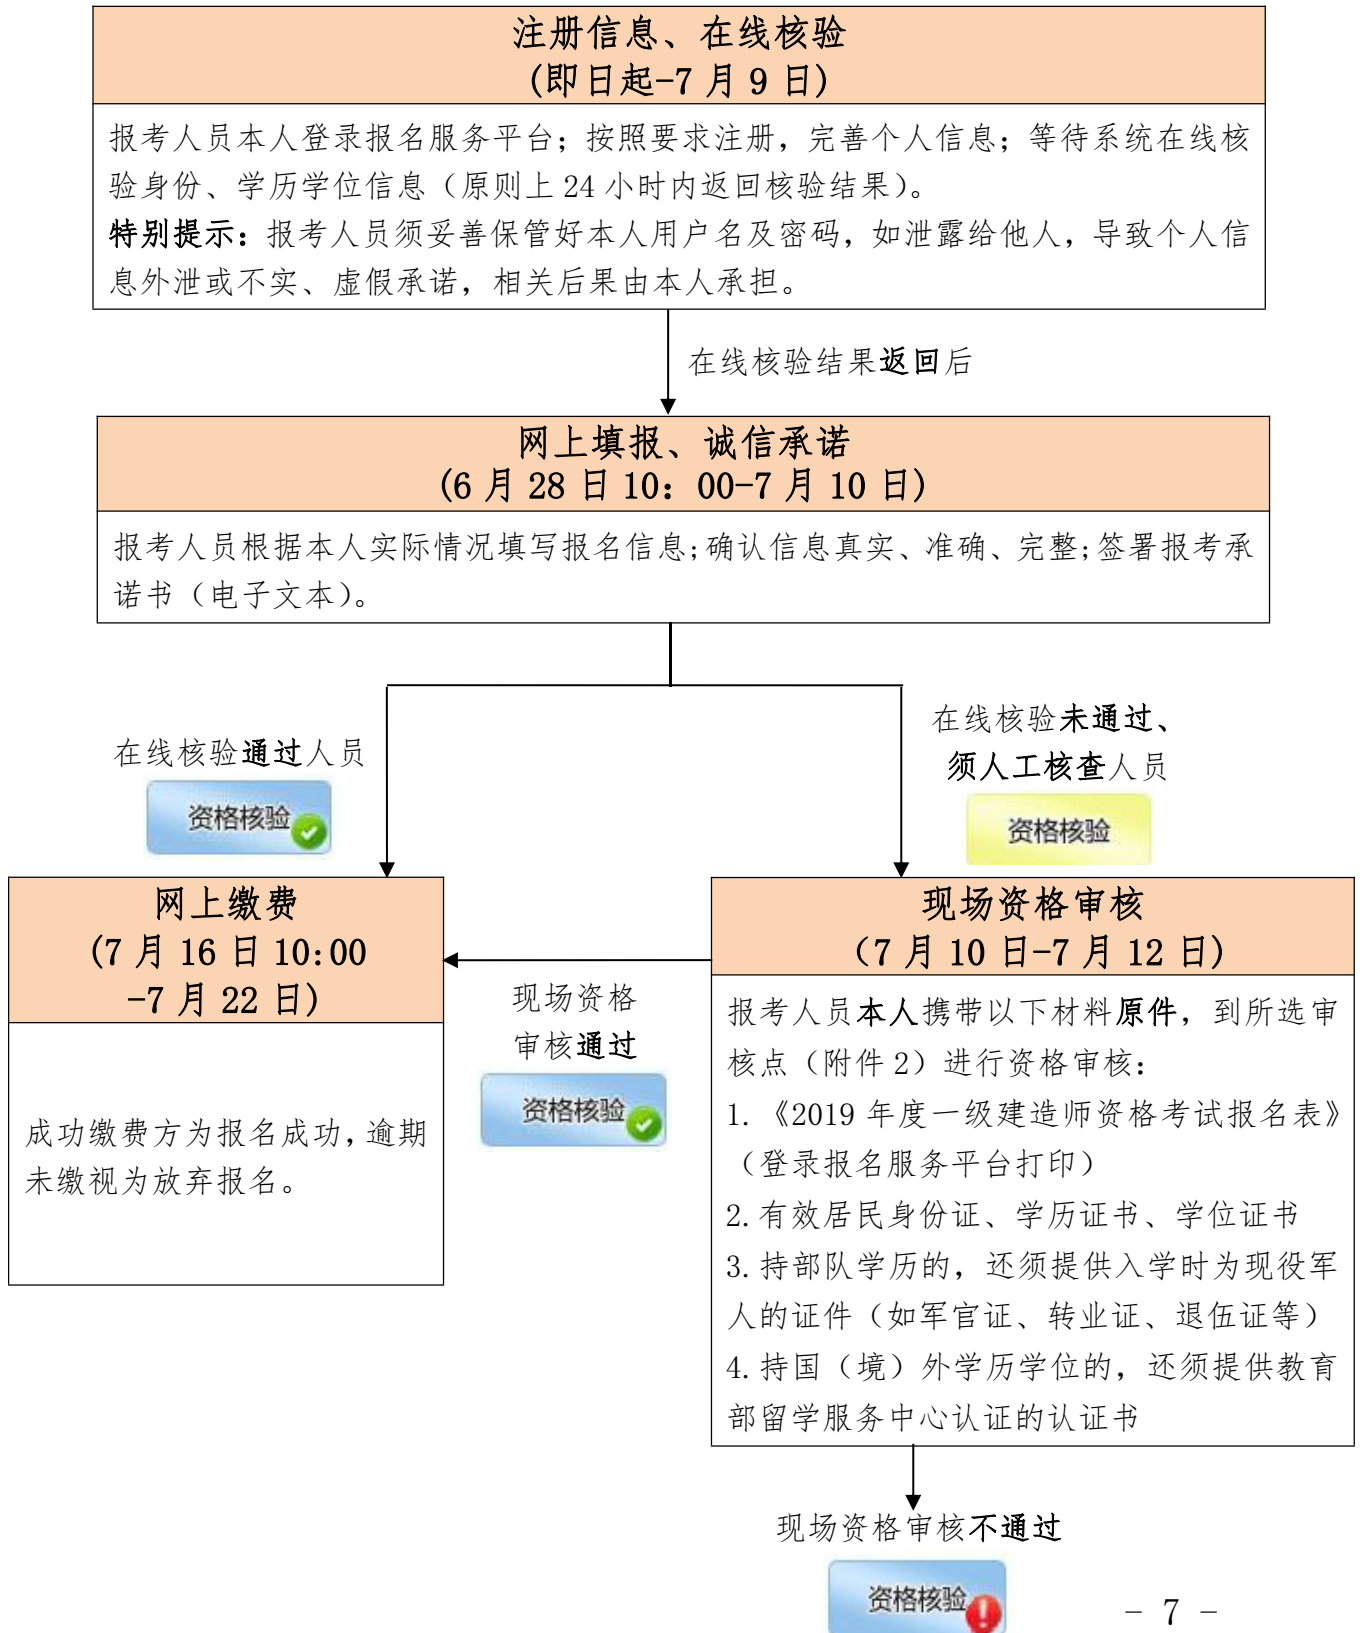 注册信息、在线核验
(即日起-7 月 9 日)
报考人员本人登录报名服务平台；按照要求注册，完善个人信息；等待系统在线核
验身份、学历学位信息（原则上 24 小时内返回核验结果）。
特别提示：报考人员须妥善保管好本人用户名及密码，如泄露给他人，导致个人信
息外泄或不实、虚假承诺，相关后果由本人承担。
在线核验结果返回后
网上填报、诚信承诺
(6 月 28 日 10：00-7 月 10 日)
报考人员根据本人实际情况填写报名信息;确认信息真实、准确、完整;签署报考承
诺书（电子文本）。
在线核验通过人员
资格核验
在线核验未通过、
须人工核查人员
资格核验
网上缴费
(7 月 16 日 10:00
-7 月 22 日)
成功缴费方为报名成功,逾期
未缴视为放弃报名。
现场资格
审核通过
资格核验
现场资格审核
（7 月 10 日-7 月 12 日)
报考人员本人携带以下材料原件，到所选审
核点（附件 2）进行资格审核：
1. 《2019 年度一级建造师资格考试报名表》
（登录报名服务平台打印）
2. 有效居民身份证、学历证书、学位证书
3. 持部队学历的，还须提供入学时为现役军
人的证件（如军官证、转业证、退伍证等）
4. 持国（境）外学历学位的，还须提供教育
部留学服务中心认证的认证书
现场资格审核不通过
资格核验
- 7 -